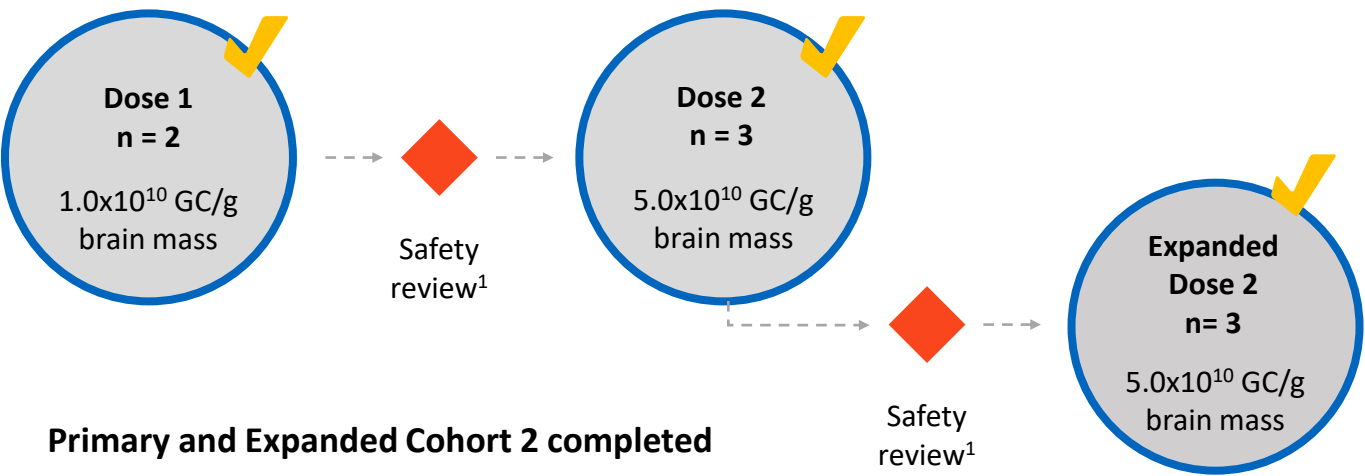 Dose 1
n = 2
1.0x10¹⁰ GC/g
brain mass
Safety
review¹
Dose 2
n = 3
5.0x10¹⁰ GC/g
brain mass
Safety
review¹
Expanded
Dose 2
n= 3
5.0x10¹⁰ GC/g
brain mass
Primary and Expanded Cohort 2 completed